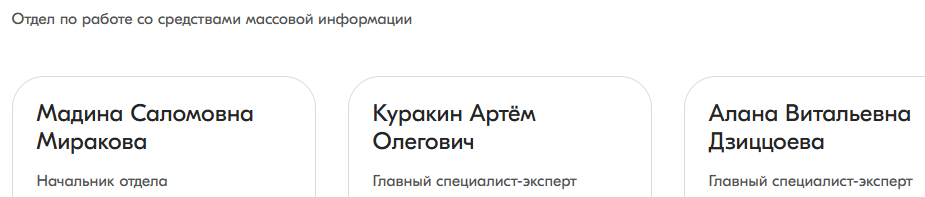 Отдел по работе со средствами массовой информации
Мадина Саломовна
Миракова
Начальник отдела
Куракин Артём
Олегович
Главный специалист-эксперт
Алана Витальевна
Дзиццоева
Главный специалист-эксперт